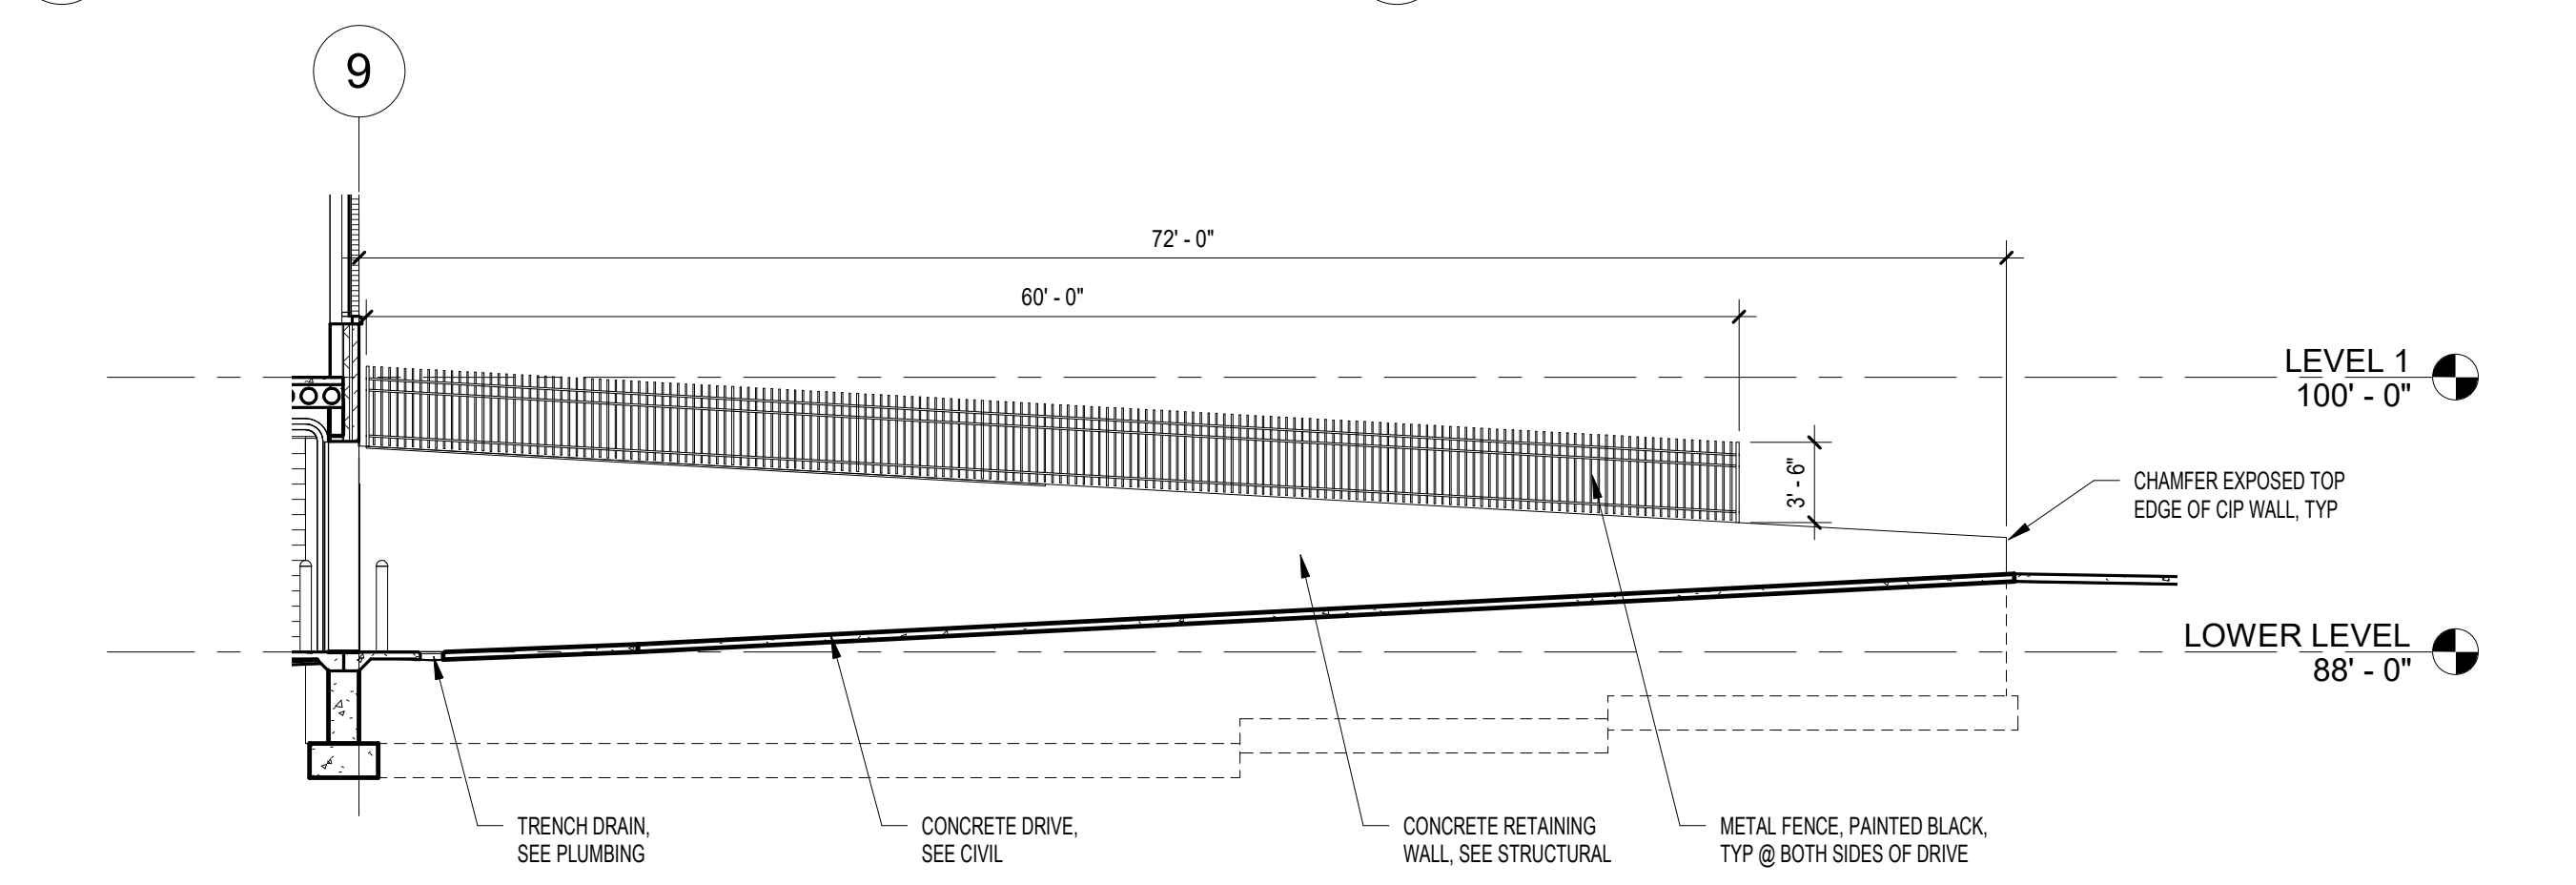 9
72' - 0"
60' - 0"
LEVEL 1
100' - 0"
3' - 6"
CHAMFER EXPOSED TOP
EDGE OF CIP WALL, TYP
LOWER LEVEL
88' - 0"
TRENCH DRAIN,
SEE PLUMBING
CONCRETE DRIVE,
SEE CIVIL
CONCRETE RETAINING
WALL, SEE STRUCTURAL
METAL FENCE, PAINTED BLACK,
TYP @ BOTH SIDES OF DRIVE